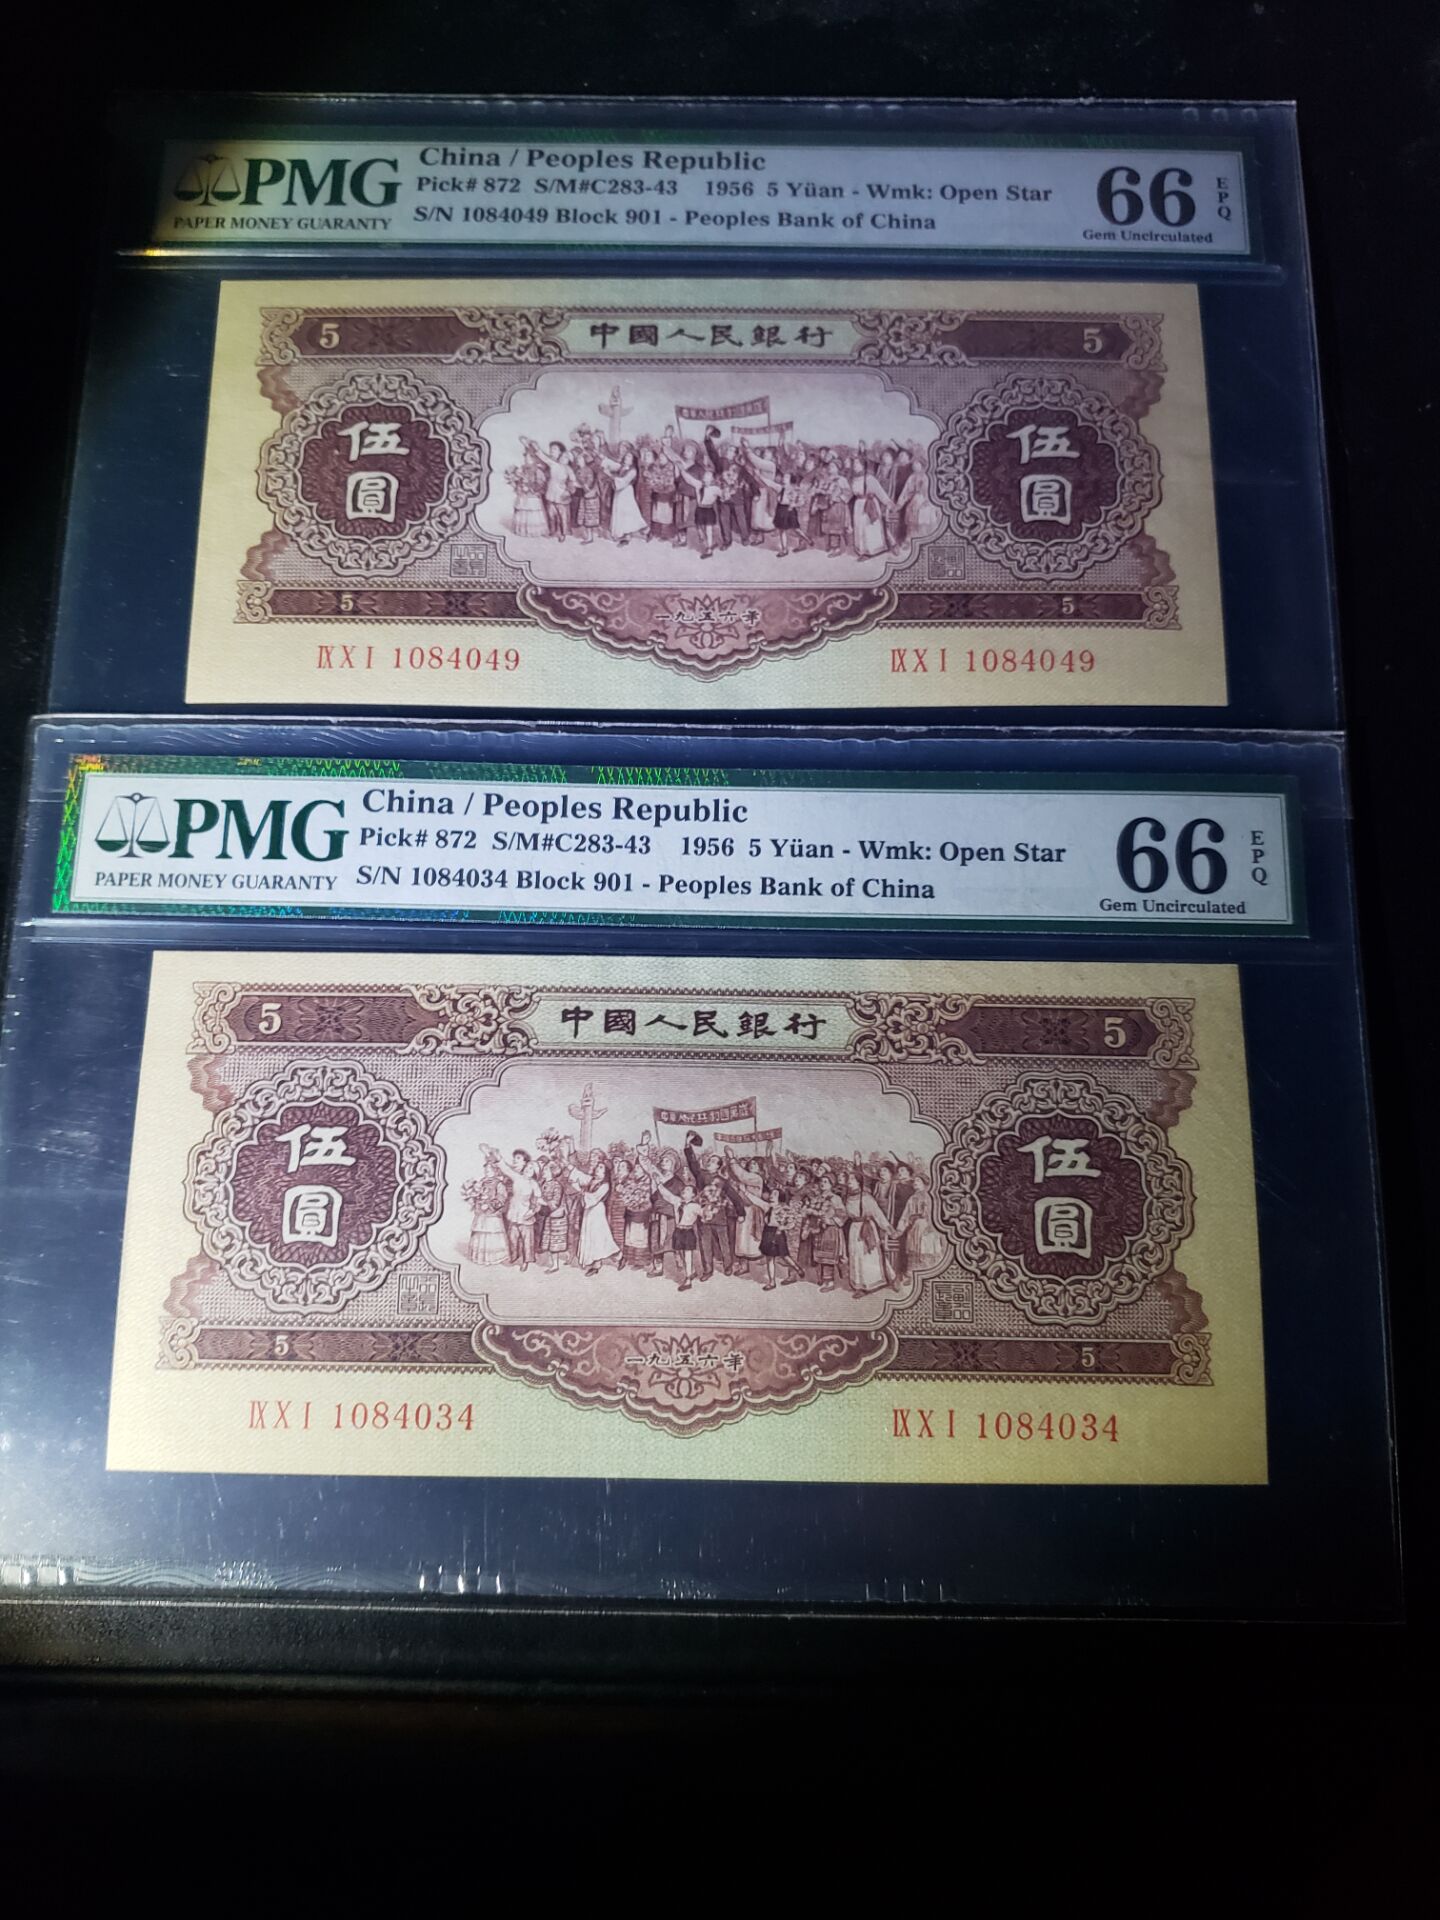 PMG
PAPER MONEY GUARANTY
China / Peoples Republic
Pick# 872 S/M#C283-43 1956 5 Yüan - Wmk: Open Star
S/N 1084049 Block 901 - Peoples Bank of China
66 EPQ
Gem Uncirculated
5 中國人民銀行 5
伍圓 伍圓
5 一九五六年 5
ⅨⅩⅠ 1084049 ⅨⅩⅠ 1084049
PMG
PAPER MONEY GUARANTY
China / Peoples Republic
Pick# 872 S/M#C283-43 1956 5 Yüan - Wmk: Open Star
S/N 1084034 Block 901 - Peoples Bank of China
66 EPQ
Gem Uncirculated
5 中國人民銀行 5
伍圓 伍圓
5 一九五六年 5
ⅨⅩⅠ 1084034 ⅨⅩⅠ 1084034